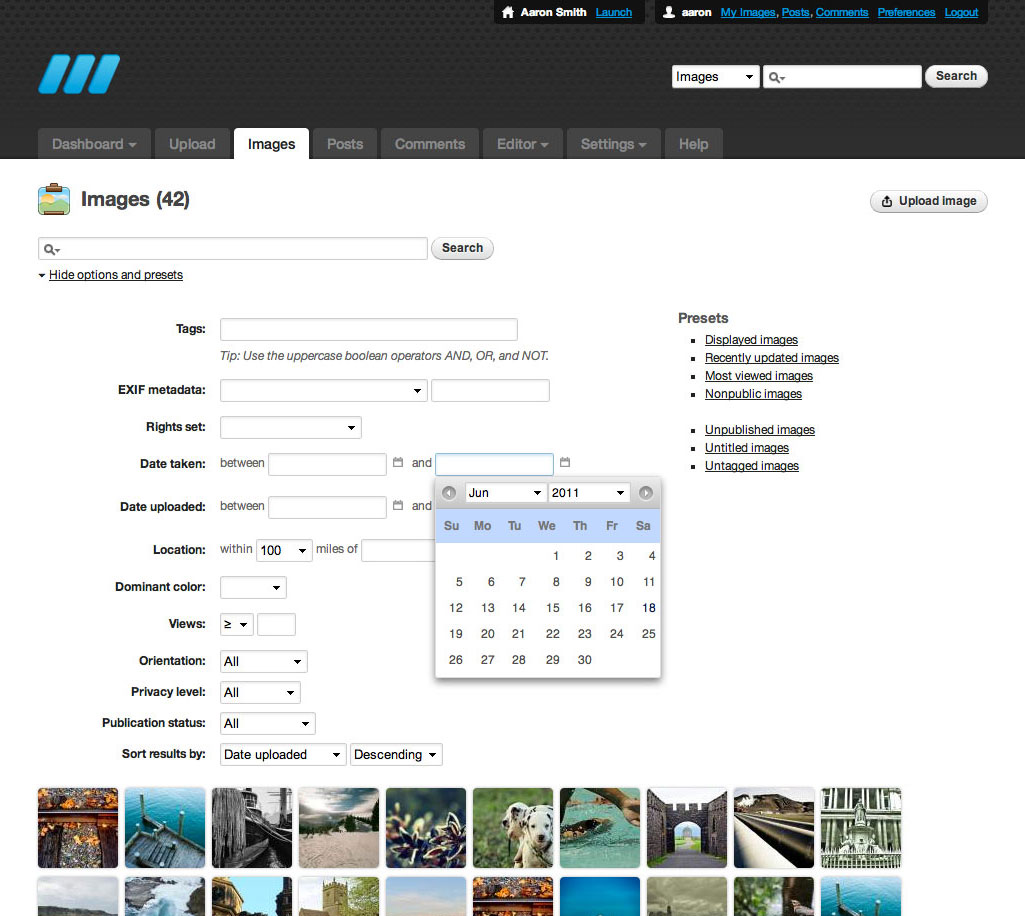 Aaron Smith Launch
aaron My Images, Posts, Comments Preferences Logout
Images Search
Dashboard Upload Images Posts Comments Editor Settings Help
Images (42)
Upload image
Search
Hide options and presets
Presets
Tags:
Displayed images
Tip: Use the uppercase boolean operators AND, OR, and NOT.
Recently updated images
Most viewed images
EXIF metadata:
Nonpublic images
Rights set:
Unpublished images
Untitled images
Date taken: between and
Untagged images
Jun 2011
Date uploaded: between and
Su Mo Tu We Th Fr Sa
Location: within 100 miles of
1 2 3 4
5 6 7 8 9 10 11
Dominant color:
12 13 14 15 16 17 18
Views: ≥
19 20 21 22 23 24 25
26 27 28 29 30
Orientation: All
Privacy level: All
Publication status: All
Sort results by: Date uploaded Descending